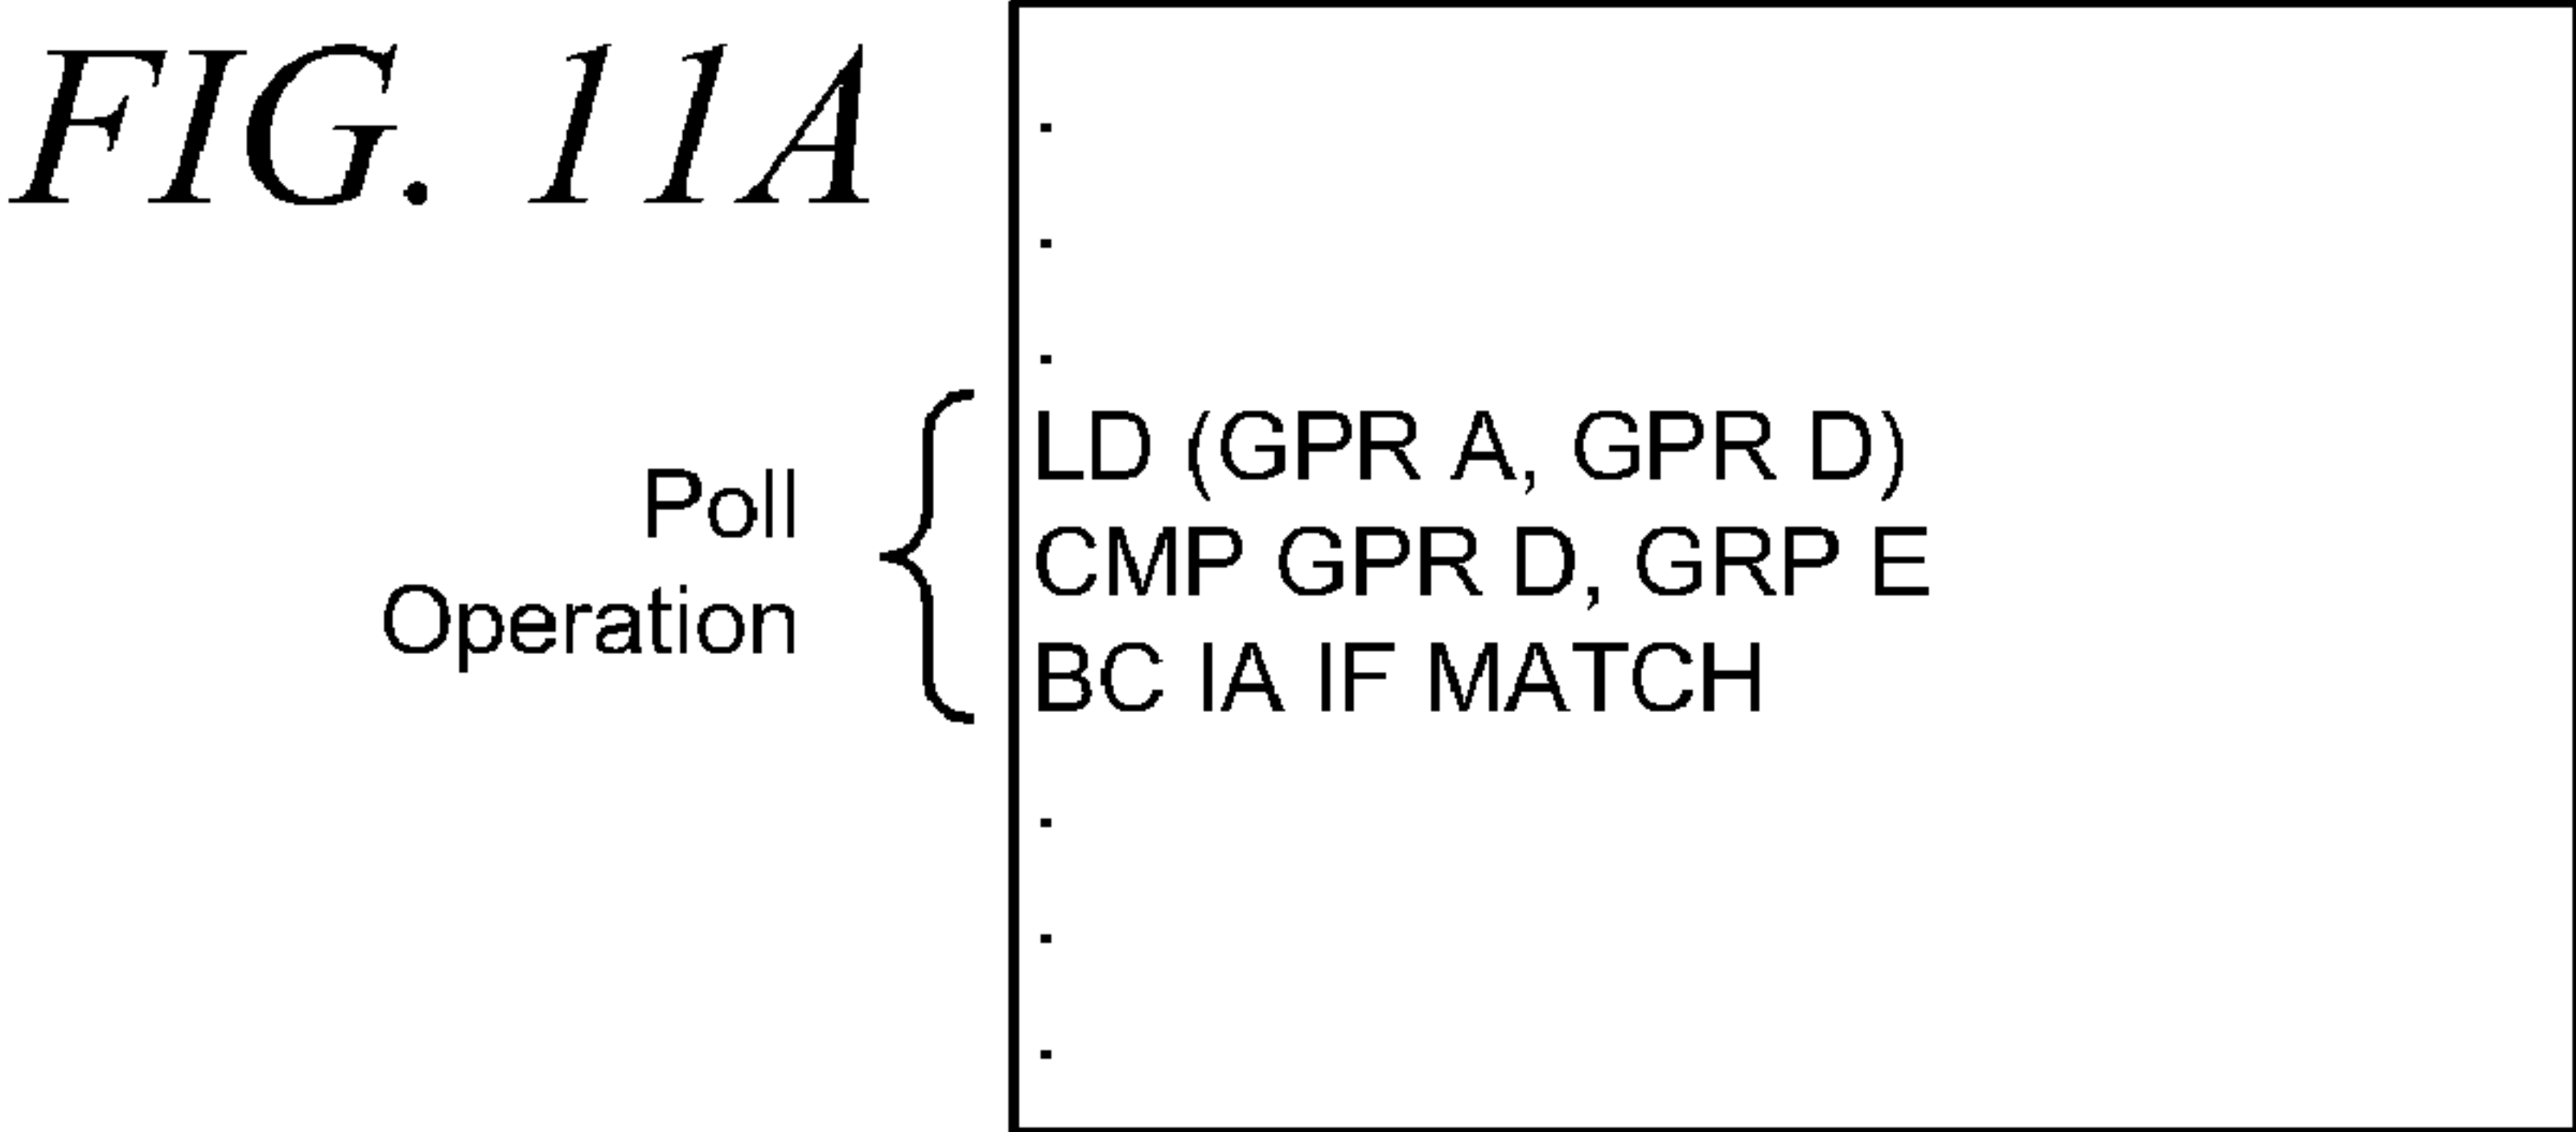 FIG. 11A
.
.
.
Poll
Operation
LD (GPR A, GPR D)
CMP GPR D, GRP E
BC IA IF MATCH
.
.
.